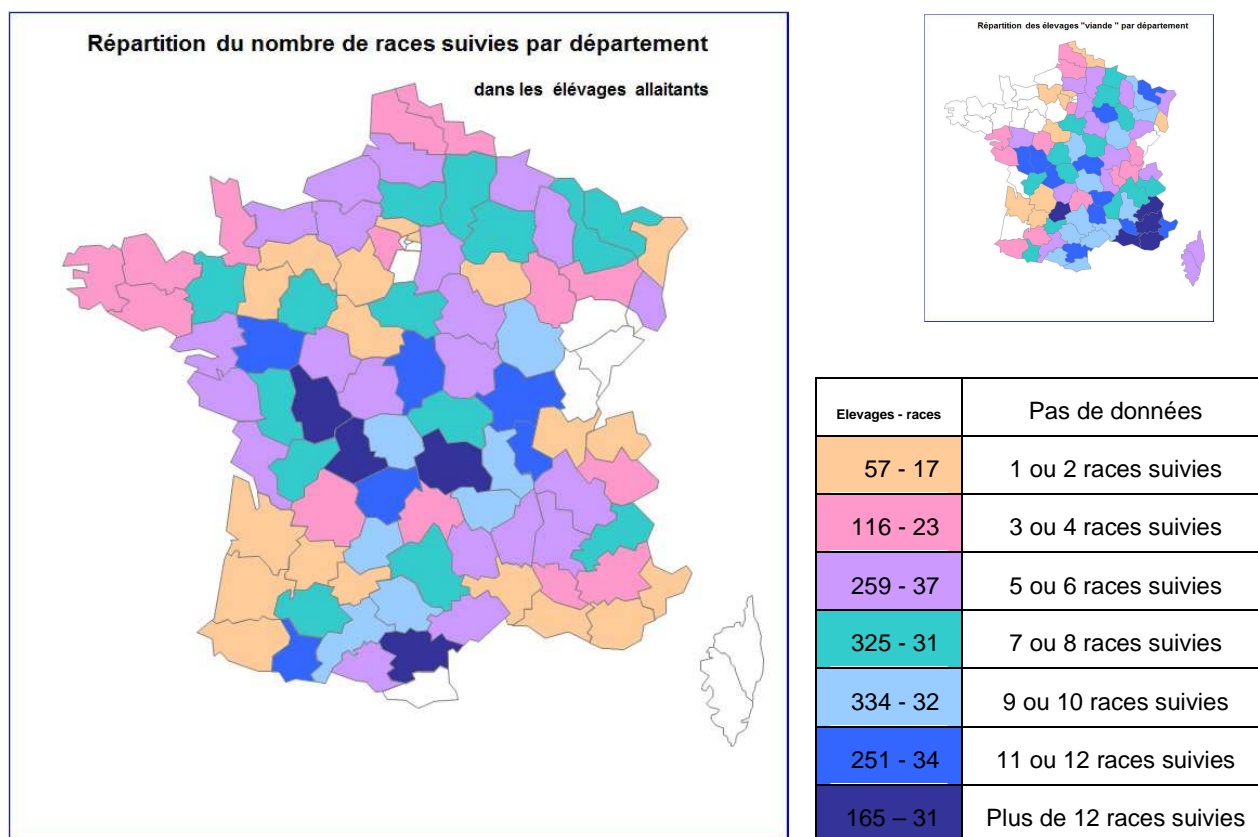 Répartition du nombre de races suivies par département
dans les élévages allaitants
Répartition des élevages "viande " par département
Elevages - races Pas de données
57 - 17 1 ou 2 races suivies
116 - 23 3 ou 4 races suivies
259 - 37 5 ou 6 races suivies
325 - 31 7 ou 8 races suivies
334 - 32 9 ou 10 races suivies
251 - 34 11 ou 12 races suivies
165 – 31 Plus de 12 races suivies